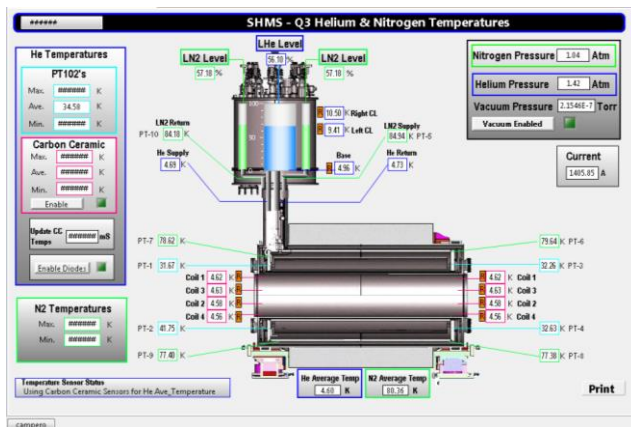 ######
SHMS - Q3 Helium & Nitrogen Temperatures
He Temperatures
PT102's
Max. ###### K
Ave. 34.58 K
Min. ###### K
Carbon Ceramic
Max. ###### K
Ave. ###### K
Min. ###### K
Enable
Update CC Temps ###### mS
Enable Diodes
N2 Temperatures
Max. ###### K
Min. ###### K
Temperature Sensor Status
Using Carbon Ceramic Sensors for He Ave_Temperature
LHe Level
56.10 %
LN2 Level
57.18 %
LN2 Level
57.18 %
100
50
R 10.50 K Right CL
R 9.41 K Left CL
Base
R 4.96 K
LN2 Return
PT-10 84.18 K
He Supply
4.69 K
LN2 Supply
84.94 K PT-5
He Return
4.73 K
PT-7 78.62 K
79.64 K PT-6
PT-1 31.67 K
32.26 K PT-3
Coil 1 4.62 K R
R 4.62 K Coil 1
Coil 3 4.63 K R
R 4.63 K Coil 3
Coil 2 4.58 K R
R 4.58 K Coil 2
Coil 4 4.56 K R
R 4.56 K Coil 4
PT-2 41.75 K
32.63 K PT-4
PT-9 77.40 K
77.38 K PT-8
He Average Temp
4.60 K
N2 Average Temp
80.36 K
Nitrogen Pressure 1.04 Atm
Helium Pressure 1.42 Atm
Vacuum Pressure 2.1546E-7 Torr
Vacuum Enabled
Current
1405.85 A
Print
campero